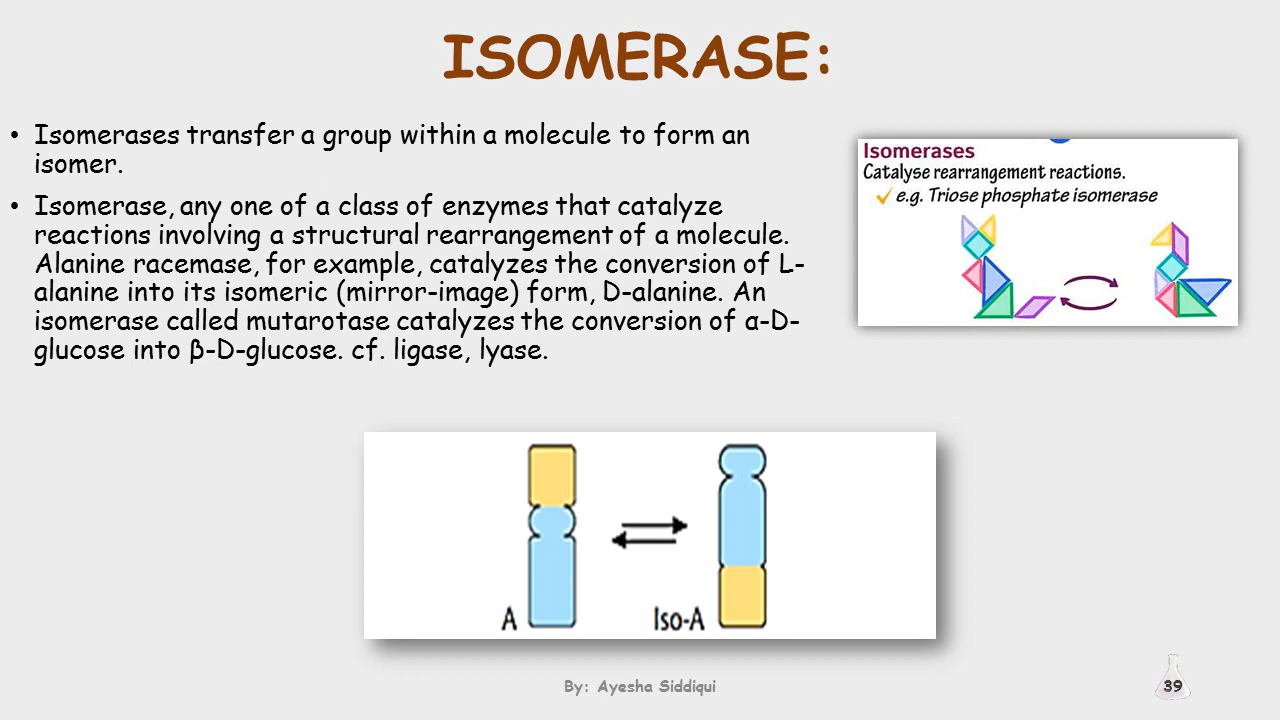 ISOMERASE:
• Isomerases transfer a group within a molecule to form an
isomer.
• Isomerase, any one of a class of enzymes that catalyze
reactions involving a structural rearrangement of a molecule.
Alanine racemase, for example, catalyzes the conversion of L-
alanine into its isomeric (mirror-image) form, D-alanine. An
isomerase called mutarotase catalyzes the conversion of α-D-
glucose into β-D-glucose. cf. ligase, lyase.
Isomerases
Catalyse rearrangement reactions.
✓ e.g. Triose phosphate isomerase
A
Iso-A
By: Ayesha Siddiqui
39